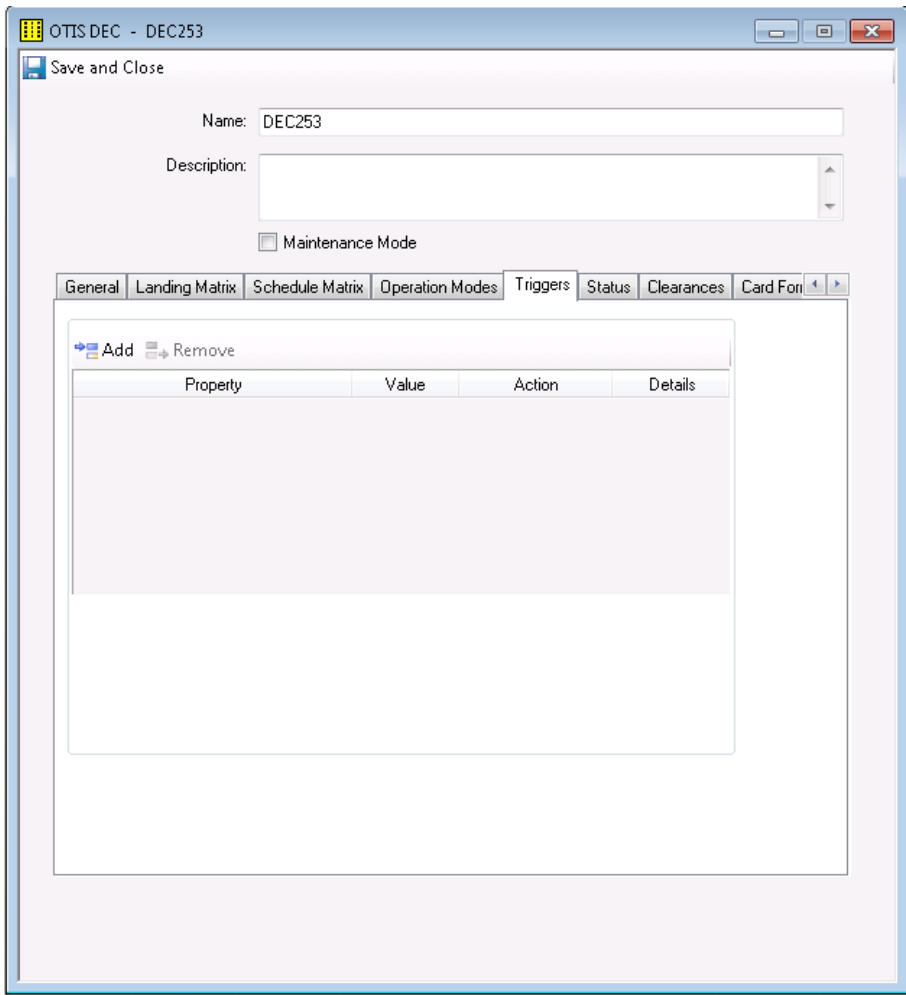 OTIS DEC - DEC253
Save and Close
Name: DEC253
Description:
Maintenance Mode
General Landing Matrix Schedule Matrix Operation Modes Triggers Status Clearances Card For
Add Remove
Property Value Action Details